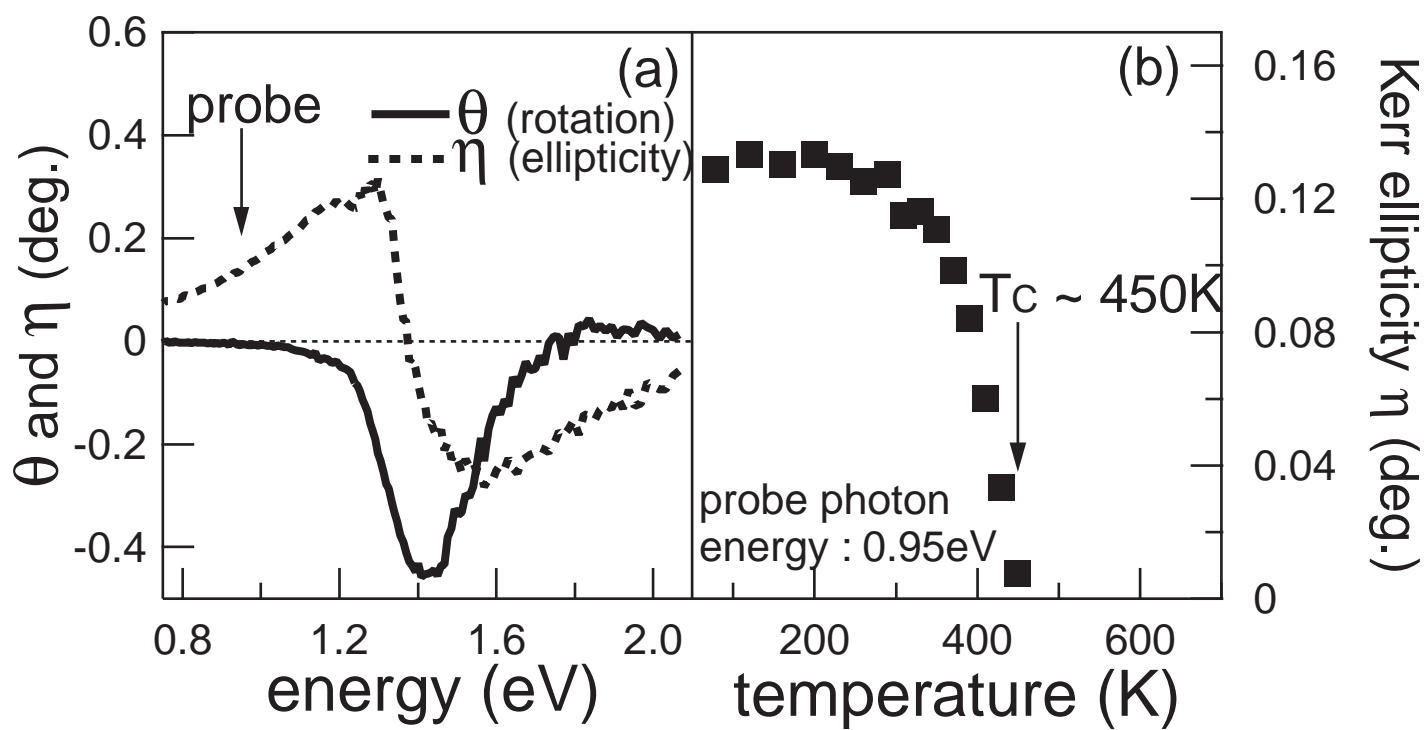 0.6
0.4
0.2
0
-0.2
-0.4
θ and η (deg.)
(a)
probe
θ (rotation)
η (ellipticity)
0.8
1.2
1.6
2.0
energy (eV)
(b)
TC ~ 450K
probe photon
energy : 0.95eV
200
400
600
temperature (K)
0.16
0.12
0.08
0.04
0
Kerr ellipticity η (deg.)